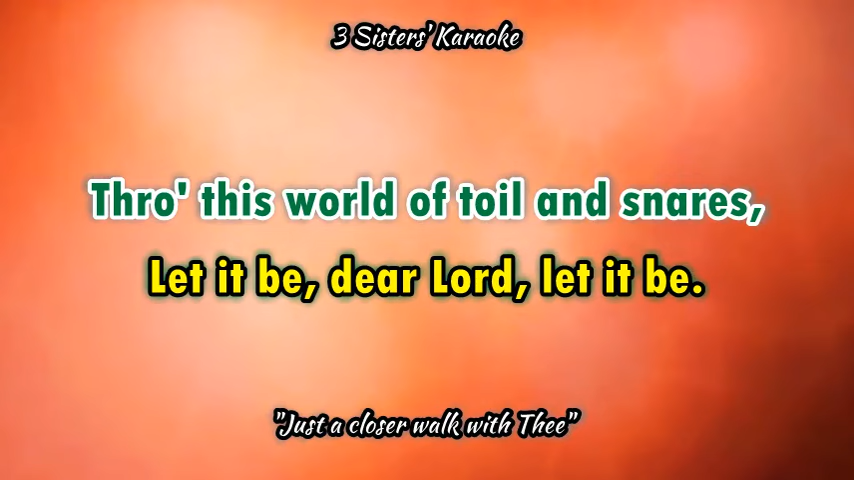 3 Sisters' Karaoke
Thro' this world of toil and snares,
Let it be, dear Lord, let it be.
"Just a closer walk with Thee"